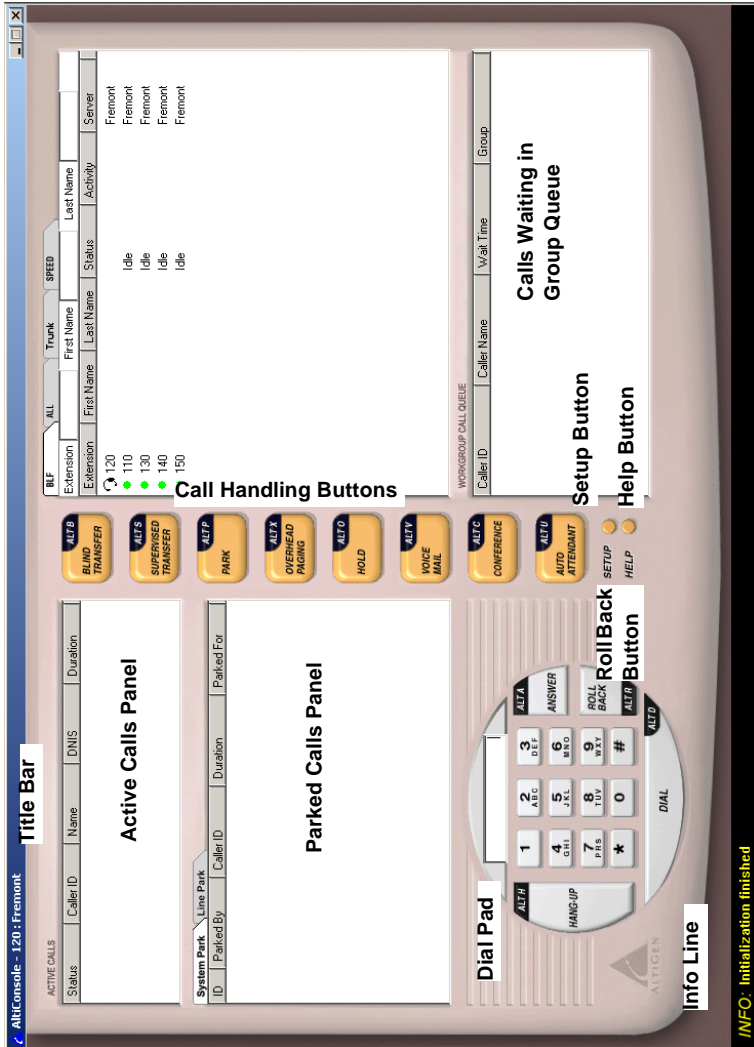 AltiConsole - 120 : Fremont
Title Bar
ACTIVE CALLS
Status Caller ID Name DNIS Duration
Active Calls Panel
System Park Line Park
ID Parked By Caller ID Duration Parked For
Parked Calls Panel
Dial Pad
ALT H
HANG-UP
1
2 ABC
3 DEF
4 GHI
5 JKL
6 MNO
7 PRS
8 TUV
9 WXY
*
0
#
ALT A
ANSWER
ROLL BACK
ALT R
ALT D
DIAL
RollBack
Button
ALTIGEN
ALT B
BLIND TRANSFER
ALT S
SUPERVISED TRANSFER
ALT P
PARK
ALT X
OVERHEAD PAGING
ALT O
HOLD
ALT V
VOICE MAIL
ALT C
CONFERENCE
ALT U
AUTO ATTENDANT
SETUP
HELP
Call Handling Buttons
Setup Button
Help Button
BLF ALL Trunk SPEED
Extension First Name Last Name
Extension First Name Last Name Status Activity Server
120 Fremont
110 Idle Fremont
130 Idle Fremont
140 Idle Fremont
150 Idle Fremont
WORKGROUP CALL QUEUE
Caller ID Caller Name Wait Time Group
Calls Waiting in
Group Queue
Info Line
INFO: Initialization finished